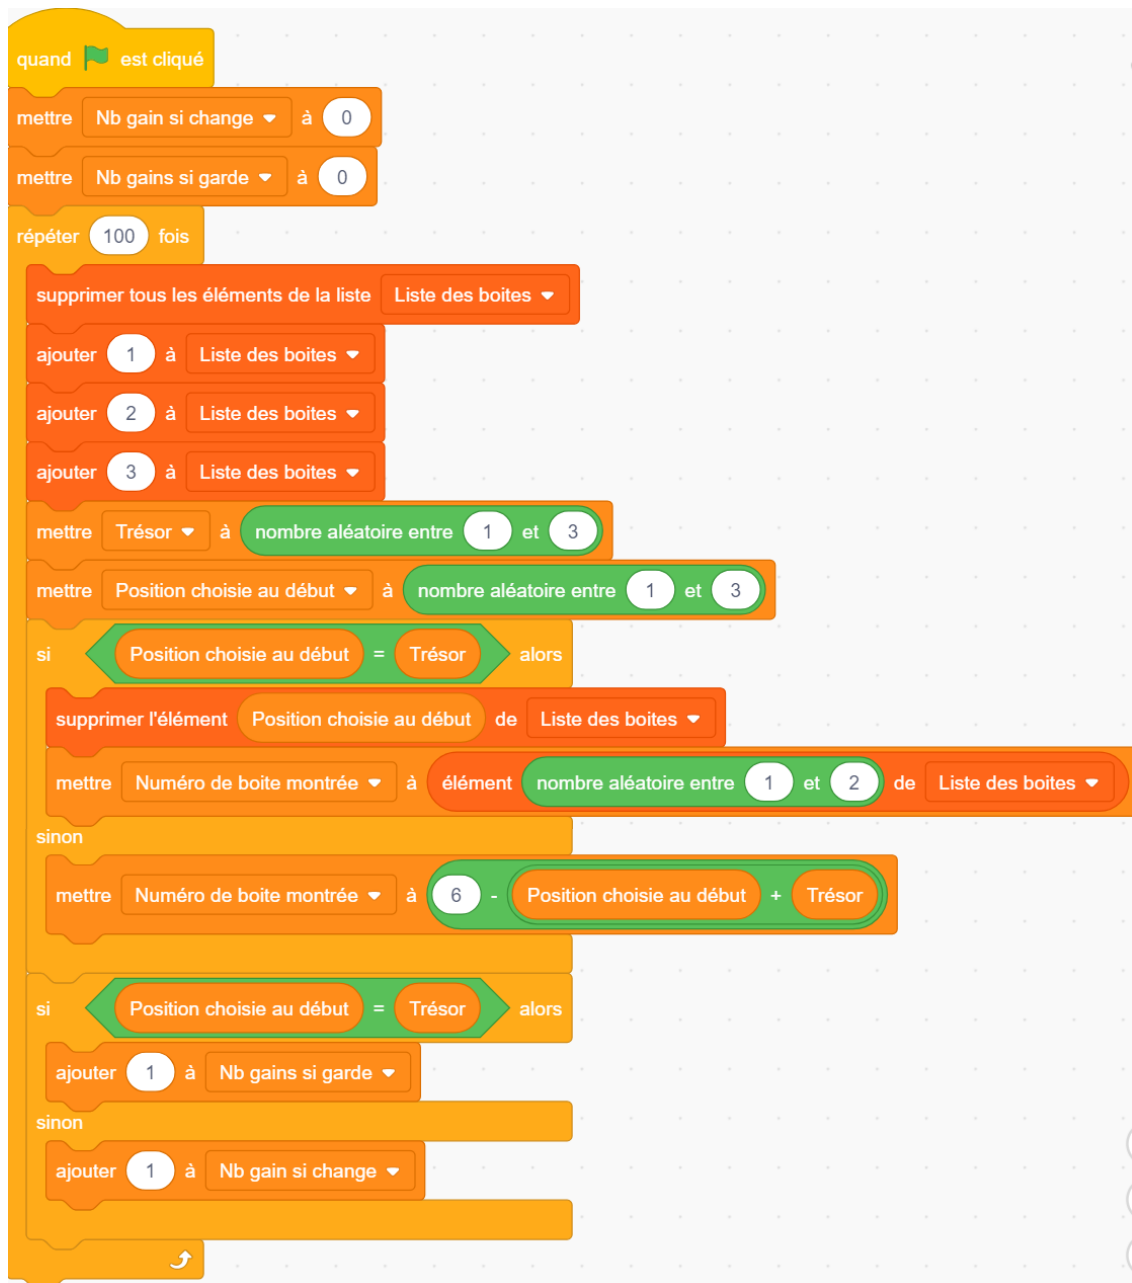 quand est cliqué
mettre Nb gain si change à 0
mettre Nb gains si garde à 0
répéter 100 fois
supprimer tous les éléments de la liste Liste des boites
ajouter 1 à Liste des boites
ajouter 2 à Liste des boites
ajouter 3 à Liste des boites
mettre Trésor à nombre aléatoire entre 1 et 3
mettre Position choisie au début à nombre aléatoire entre 1 et 3
si Position choisie au début = Trésor alors
supprimer l'élément Position choisie au début de Liste des boites
mettre Numéro de boite montrée à élément nombre aléatoire entre 1 et 2 de Liste des boites
sinon
mettre Numéro de boite montrée à 6 - Position choisie au début + Trésor
si Position choisie au début = Trésor alors
ajouter 1 à Nb gains si garde
sinon
ajouter 1 à Nb gain si change